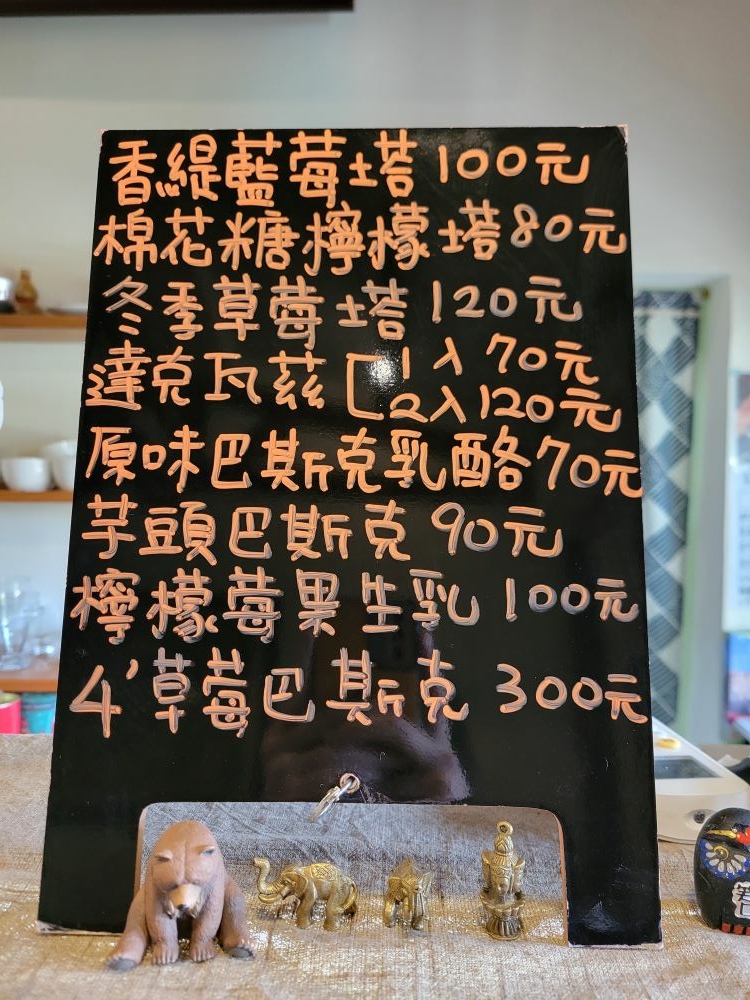 香緹藍莓塔 100元
棉花糖檸檬塔 80元
冬季草莓塔 120元
達克瓦茲 [ 1入 70元
2入 120元
原味巴斯克乳酪 70元
芋頭巴斯克 90元
檸檬莓果生乳 100元
4'草莓巴斯克 300元